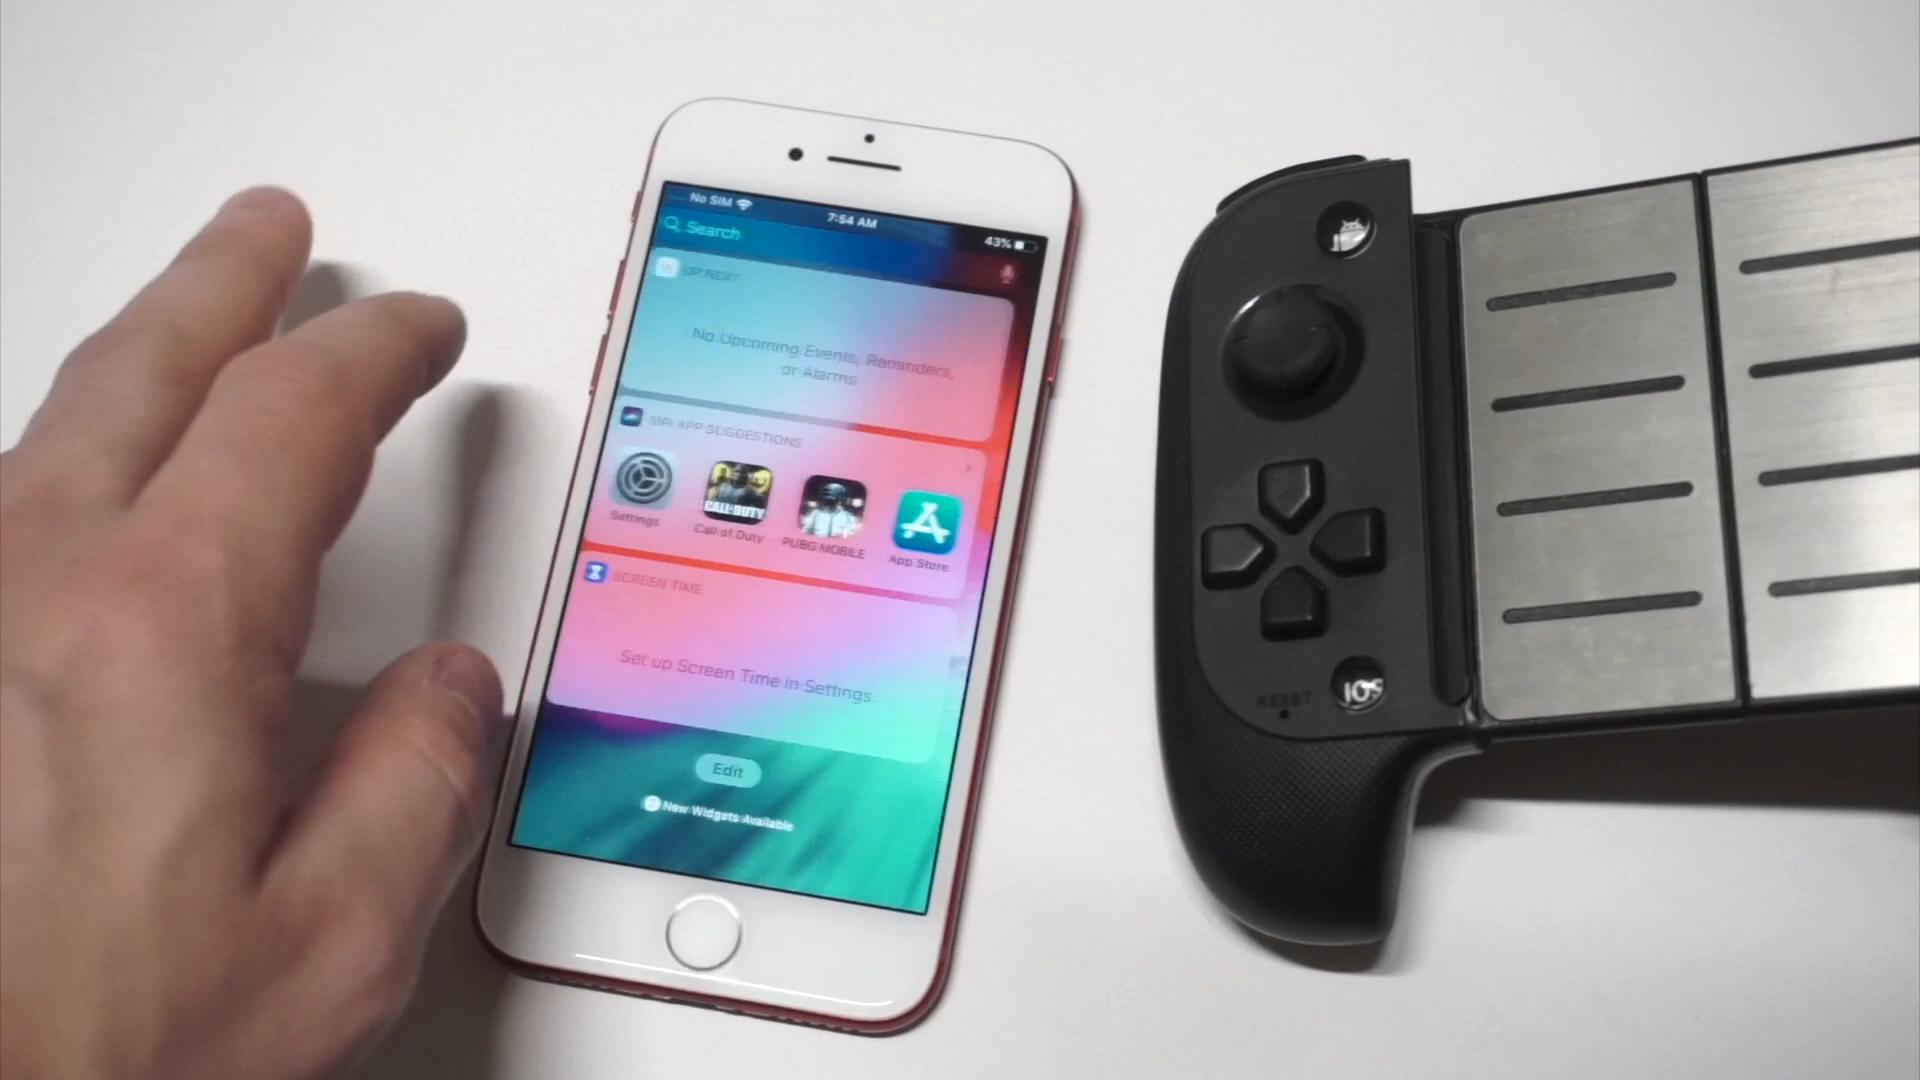 No SIM
7:54 AM
43%
Search
UP NEXT
No Upcoming Events, Reminders,
or Alarms
SIRI APP SUGGESTIONS
CALL·DUTY
Settings
Call of Duty
PUBG MOBILE
App Store
SCREEN TIME
Set up Screen Time in Settings.
Edit
2 New Widgets Available
RESET
iOS